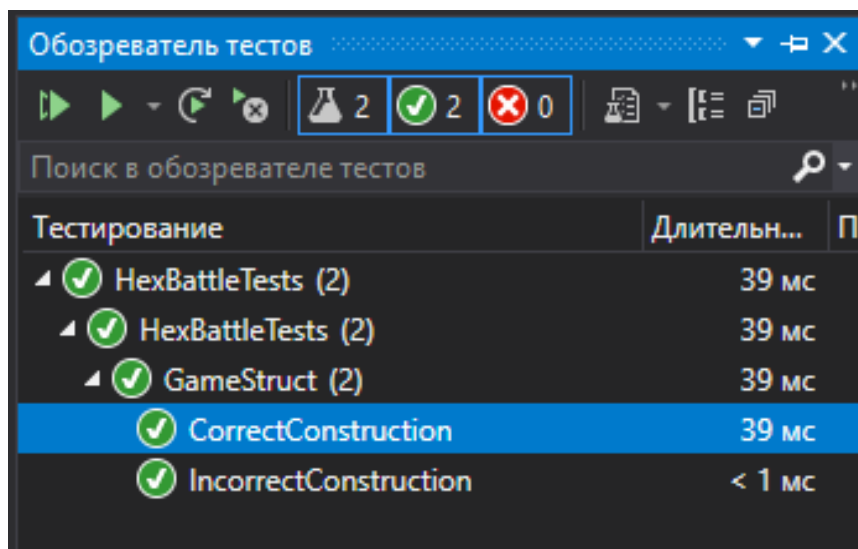 Обозреватель тестов
2 2 0
Поиск в обозревателе тестов
Тестирование Длительн... П
HexBattleTests (2) 39 мс
HexBattleTests (2) 39 мс
GameStruct (2) 39 мс
CorrectConstruction 39 мс
IncorrectConstruction < 1 мс